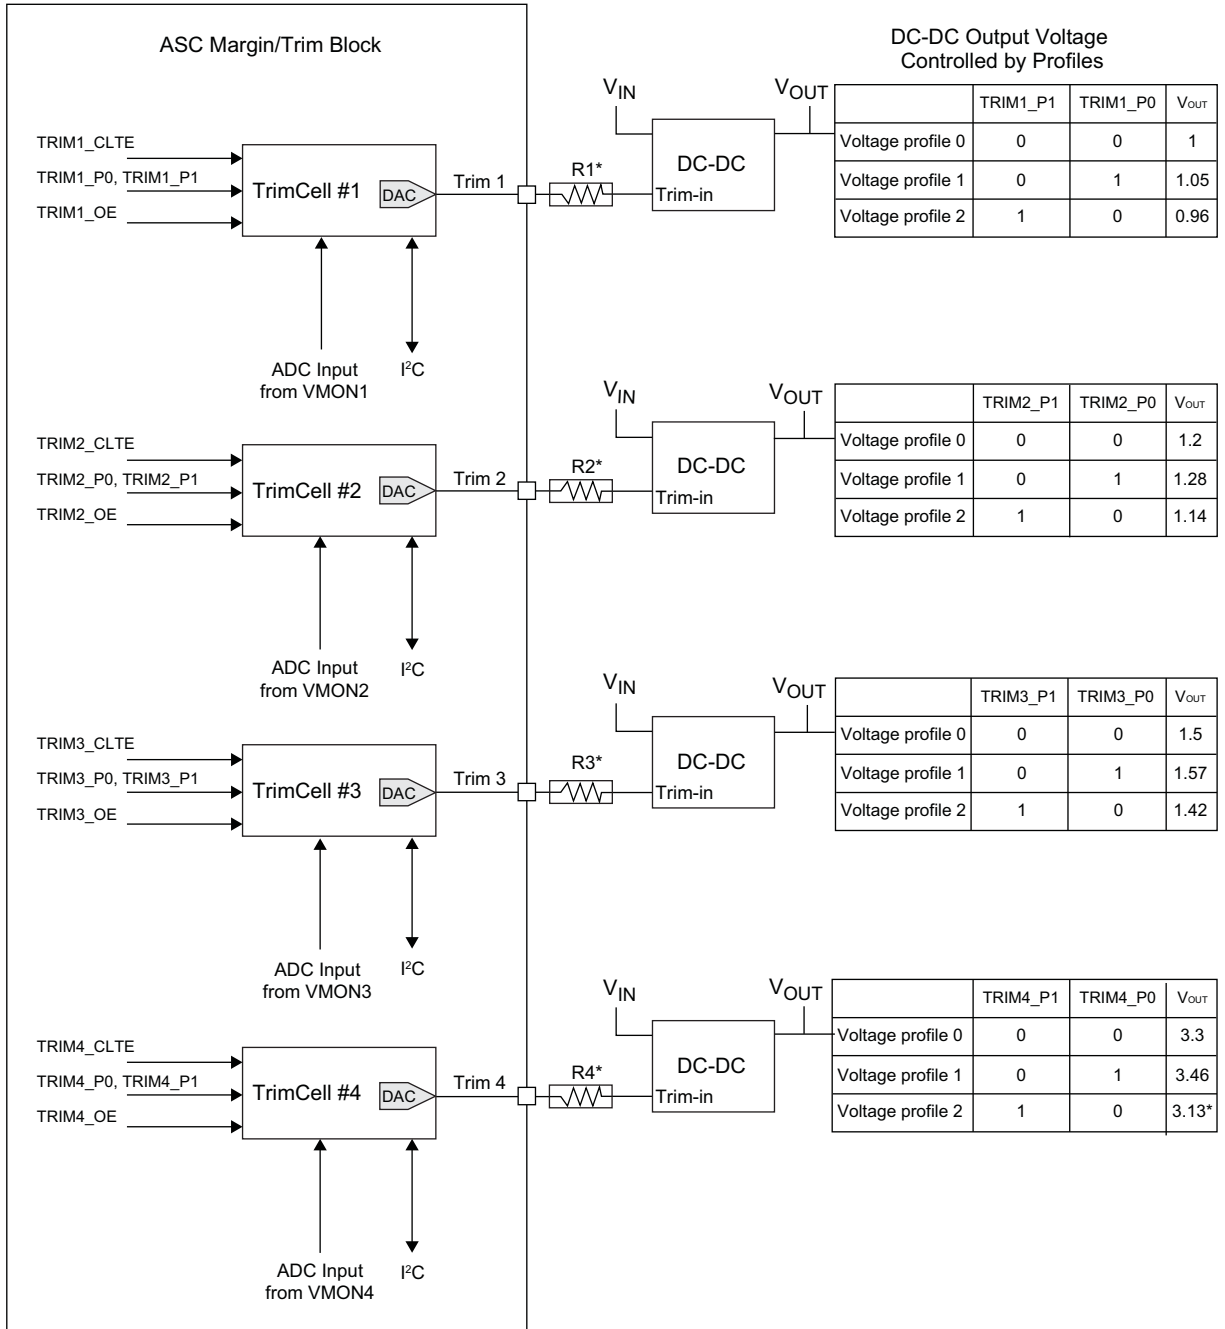 ASC Margin/Trim Block
DC-DC Output Voltage
Controlled by Profiles
TRIM1_CLTE
TRIM1_P0, TRIM1_P1
TRIM1_OE
TrimCell #1
DAC
Trim 1
R1*
VIN
DC-DC
Trim-in
VOUT
TRIM1_P1 TRIM1_P0 VOUT
Voltage profile 0 0 0 1
Voltage profile 1 0 1 1.05
Voltage profile 2 1 0 0.96
ADC Input
from VMON1
I²C
TRIM2_CLTE
TRIM2_P0, TRIM2_P1
TRIM2_OE
TrimCell #2
DAC
Trim 2
R2*
VIN
DC-DC
Trim-in
VOUT
TRIM2_P1 TRIM2_P0 VOUT
Voltage profile 0 0 0 1.2
Voltage profile 1 0 1 1.28
Voltage profile 2 1 0 1.14
ADC Input
from VMON2
I²C
TRIM3_CLTE
TRIM3_P0, TRIM3_P1
TRIM3_OE
TrimCell #3
DAC
Trim 3
R3*
VIN
DC-DC
Trim-in
VOUT
TRIM3_P1 TRIM3_P0 VOUT
Voltage profile 0 0 0 1.5
Voltage profile 1 0 1 1.57
Voltage profile 2 1 0 1.42
ADC Input
from VMON3
I²C
TRIM4_CLTE
TRIM4_P0, TRIM4_P1
TRIM4_OE
TrimCell #4
DAC
Trim 4
R4*
VIN
DC-DC
Trim-in
VOUT
TRIM4_P1 TRIM4_P0 VOUT
Voltage profile 0 0 0 3.3
Voltage profile 1 0 1 3.46
Voltage profile 2 1 0 3.13*
ADC Input
from VMON4
I²C